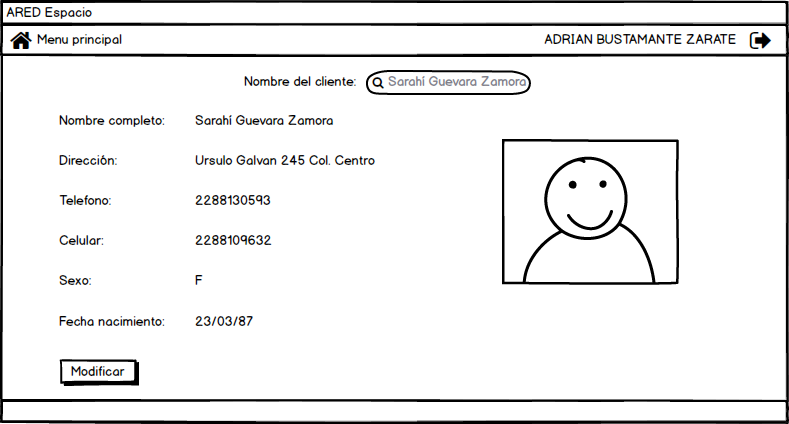 ARED Espacio
Menu principal ADRIAN BUSTAMANTE ZARATE
Nombre del cliente: Sarahí Guevara Zamora
Nombre completo: Sarahí Guevara Zamora
Dirección: Ursulo Galvan 245 Col. Centro
Telefono: 2288130593
Celular: 2288109632
Sexo: F
Fecha nacimiento: 23/03/87
Modificar